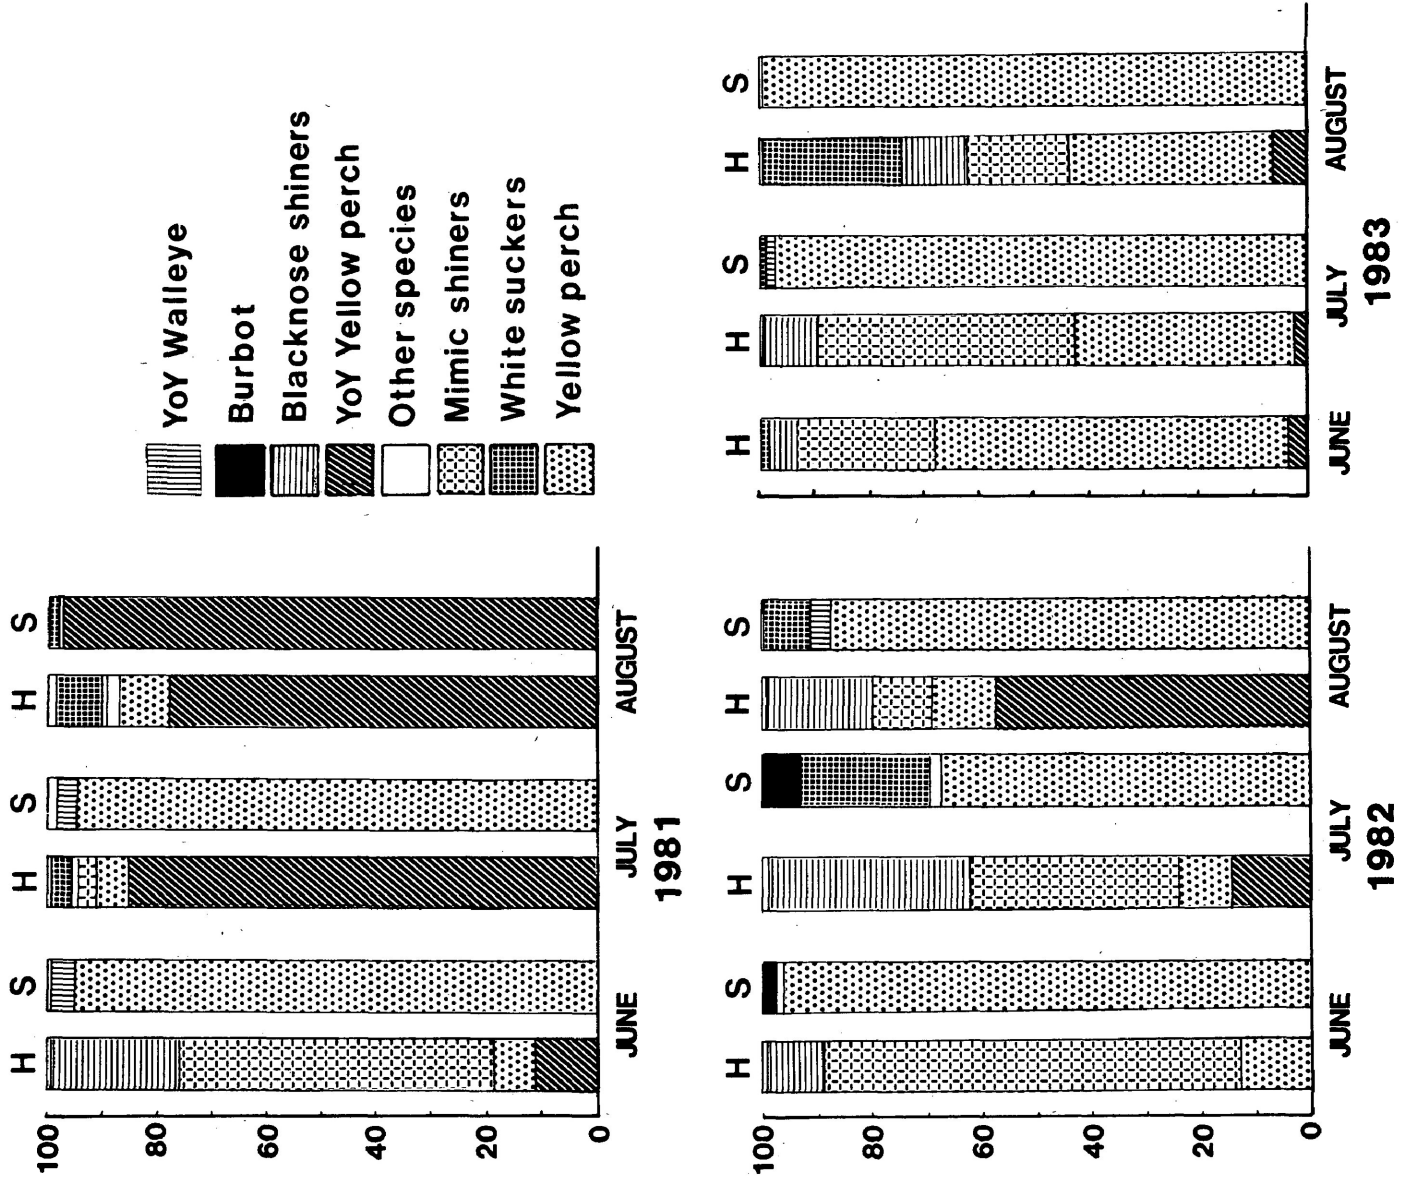 H S H S H S
100
80
60
40
20
0
JUNE JULY AUGUST
1981
YoY Walleye
Burbot
Blacknose shiners
YoY Yellow perch
Other species
Mimic shiners
White suckers
Yellow perch
H S H S H S
100
80
60
40
20
0
JUNE JULY AUGUST
1982
H H S H S
JUNE JULY AUGUST
1983